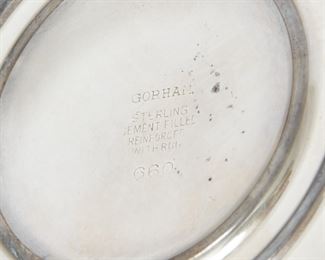 GORHAM
STERLING
CEMENT FILLED
REINFORCED
WITH ROD
660